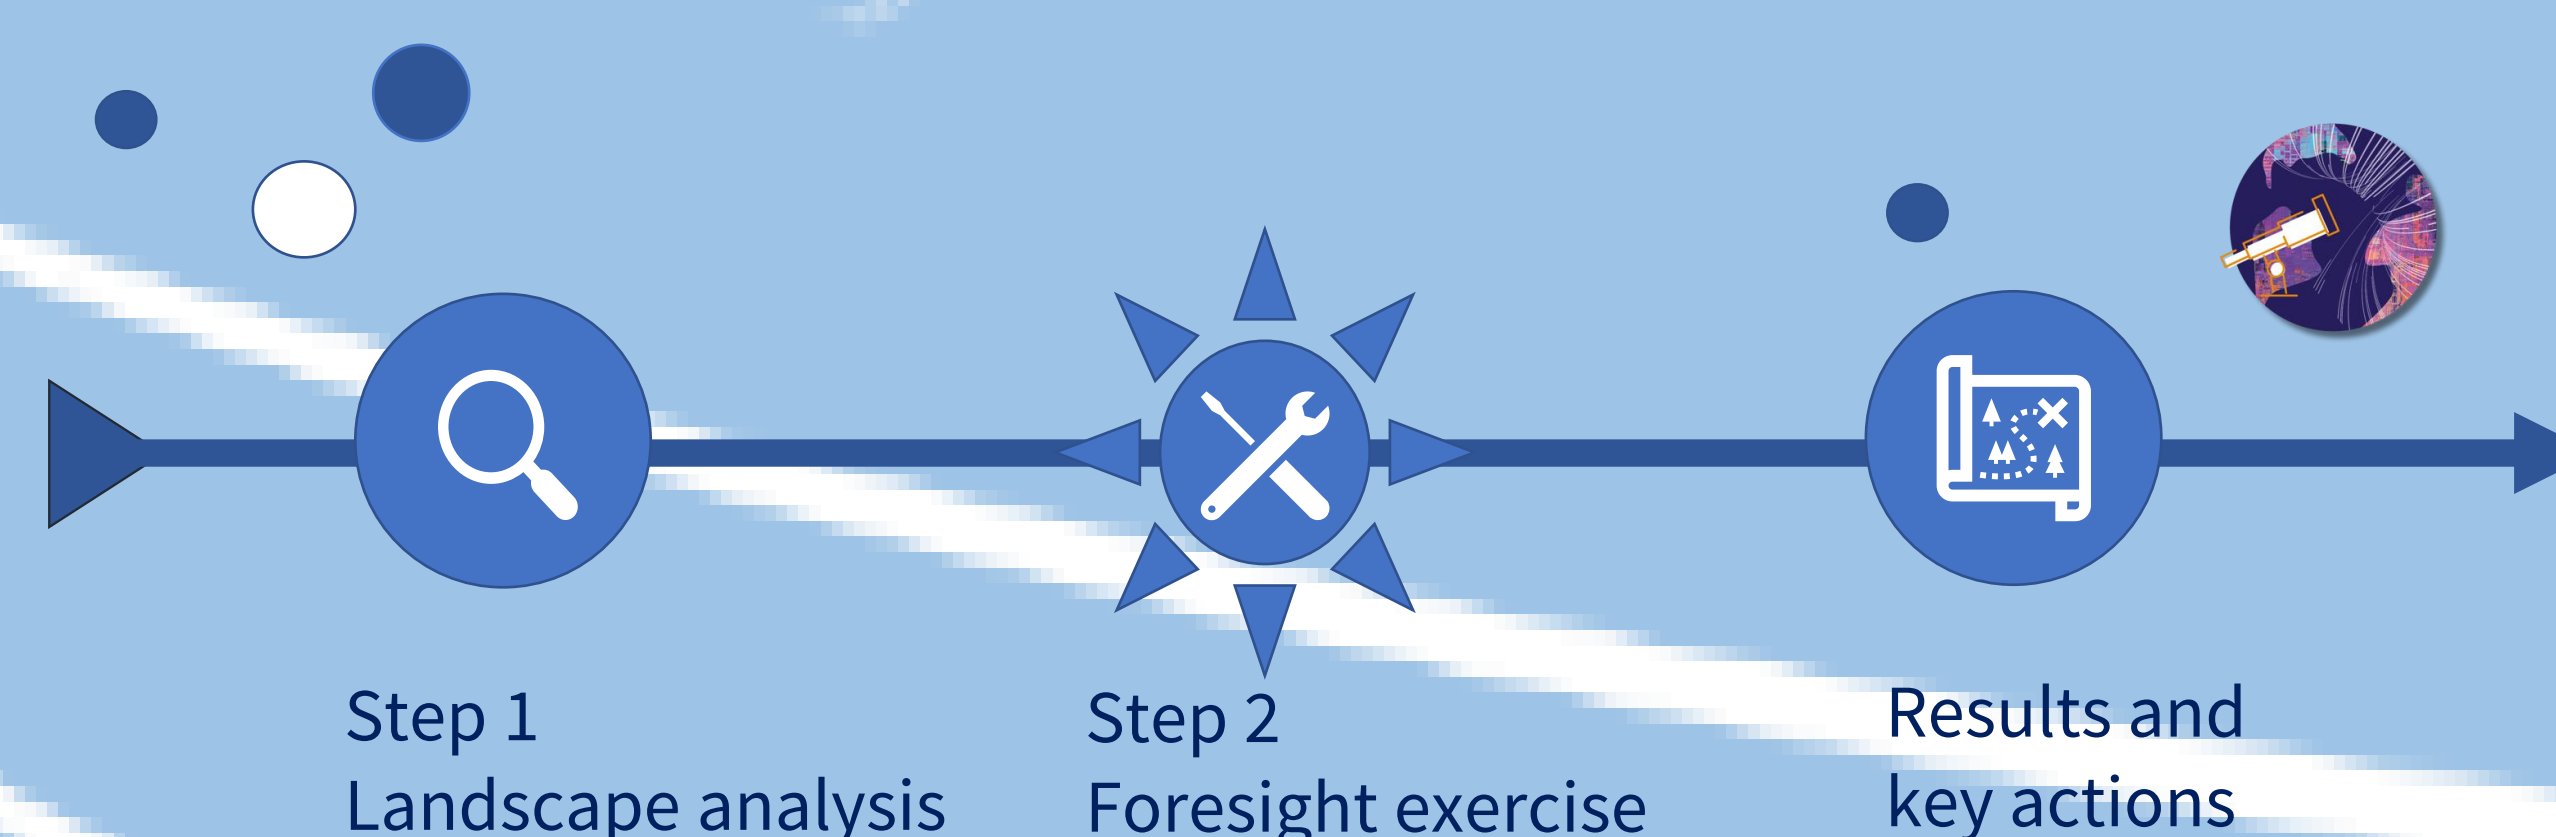 Step 1
Landscape analysis
Step 2
Foresight exercise
Results and
key actions